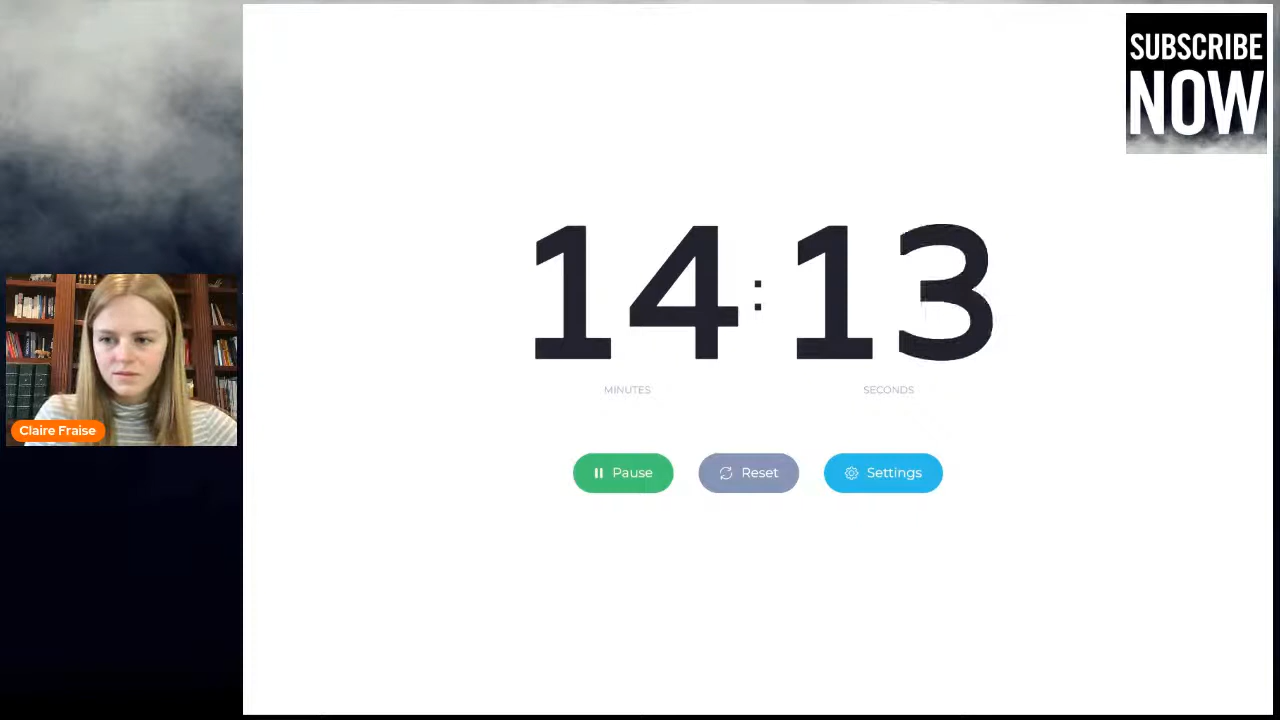 SUBSCRIBE
NOW
14:13
MINUTES SECONDS
Pause Reset Settings
Claire Fraise